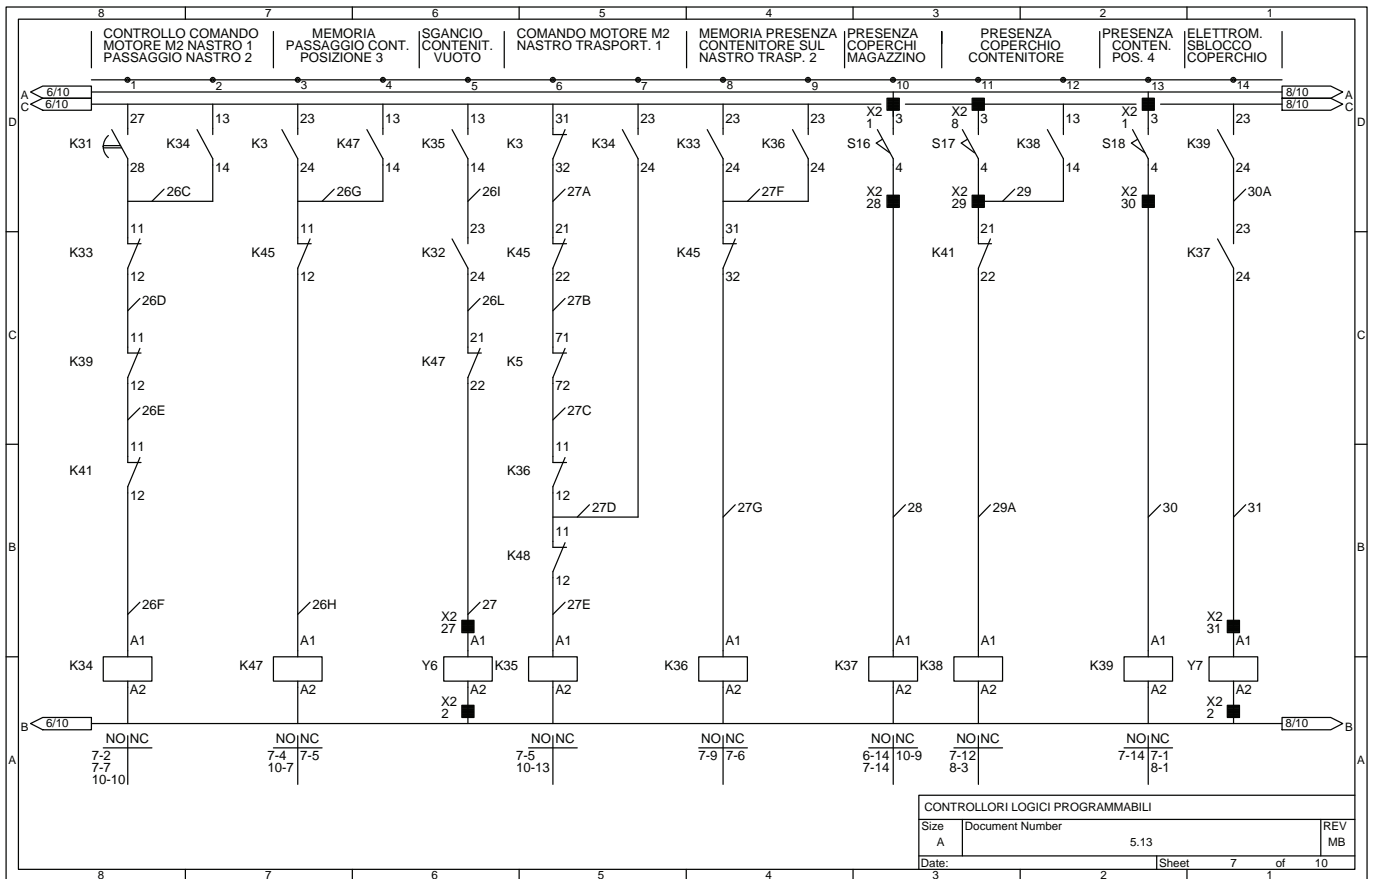 8 7 6 5 4 3 2 1
CONTROLLO COMANDO
MOTORE M2 NASTRO 1
PASSAGGIO NASTRO 2
MEMORIA
PASSAGGIO CONT.
POSIZIONE 3
SGANCIO
CONTENIT.
VUOTO
COMANDO MOTORE M2
NASTRO TRASPORT. 1
MEMORIA PRESENZA
CONTENITORE SUL
NASTRO TRASP. 2
PRESENZA
COPERCHI
MAGAZZINO
PRESENZA
COPERCHIO
CONTENITORE
PRESENZA
CONTEN.
POS. 4
ELETTROM.
SBLOCCO
COPERCHIO
1 2 3 4 5 6 7 8 9 10 11 12 13 14
A 6/10 8/10 A
C 6/10 8/10 C
X2 X2 X2
1 8 1
D 27 13 23 13 13 31 23 23 23 3 3 13 3 23 D
K31 K34 K3 K47 K35 K3 K34 K33 K36 S16 S17 K38 S18 K39
28 14 24 14 14 32 24 24 24 4 4 14 4 24
26C 26G 26I 27A 27F X2 28 X2 29 29 X2 30 30A
11 11 23 21 31 21 23
K33 K45 K32 K45 K45 K41 K37
12 12 24 22 32 22 24
26D 26L 27B
C C
11 21 71
K39 K47 K5
12 22 72
26E 27C
11 11
K41 K36
12 12
27D 27G 28 29A 30 31
11
B K48 B
12
26F 26H 27 27E
X2 X2
27 31
A1 A1 A1 A1 A1 A1 A1 A1
K34 K47 Y6 K35 K36 K37 K38 K39 Y7
A2 A2 A2 A2 A2 A2 A2 A2 A2
X2 X2
2 2
B 6/10 8/10 B
NO NC NO NC NO NC NO NC NO NC NO NC NO NC
A 7-2 7-4 7-5 7-5 7-9 7-6 6-14 10-9 7-12 7-14 7-1 A
7-7 10-7 10-13 7-14 8-3 8-1
10-10
CONTROLLORI LOGICI PROGRAMMABILI
Size Document Number REV
A 5.13 MB
Date: Sheet 7 of 10
8 7 6 5 4 3 2 1